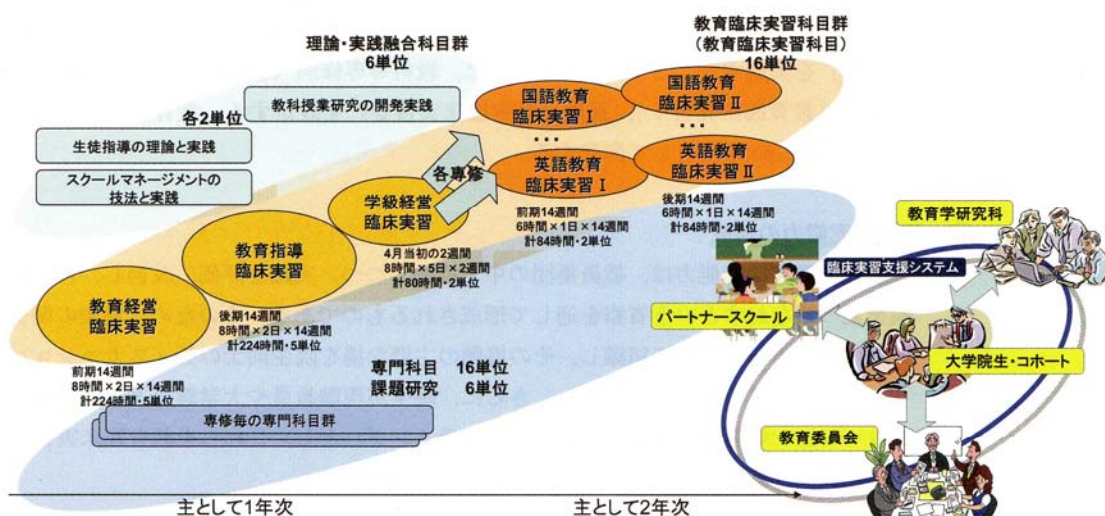 理論・実践融合科目群
6単位
教育臨床実習科目群
(教育臨床実習科目)
16単位
教科授業研究の開発実践
各2単位
生徒指導の理論と実践
スクールマネージメントの
技法と実践
国語教育
臨床実習Ⅰ
国語教育
臨床実習Ⅱ
…
…
英語教育
臨床実習Ⅰ
英語教育
臨床実習Ⅱ
各専修
学級経営
臨床実習
教育指導
臨床実習
教育経営
臨床実習
前期14週間
6時間×1日×14週間
計84時間・2単位
後期14週間
6時間×1日×14週間
計84時間・2単位
4月当初の2週間
8時間×5日×2週間
計80時間・2単位
後期14週間
8時間×2日×14週間
計224時間・5単位
前期14週間
8時間×2日×14週間
計224時間・5単位
専門科目 16単位
課題研究 6単位
専修毎の専門科目群
教育学研究科
臨床実習支援システム
パートナースクール
大学院生・コホート
教育委員会
主として1年次
主として2年次